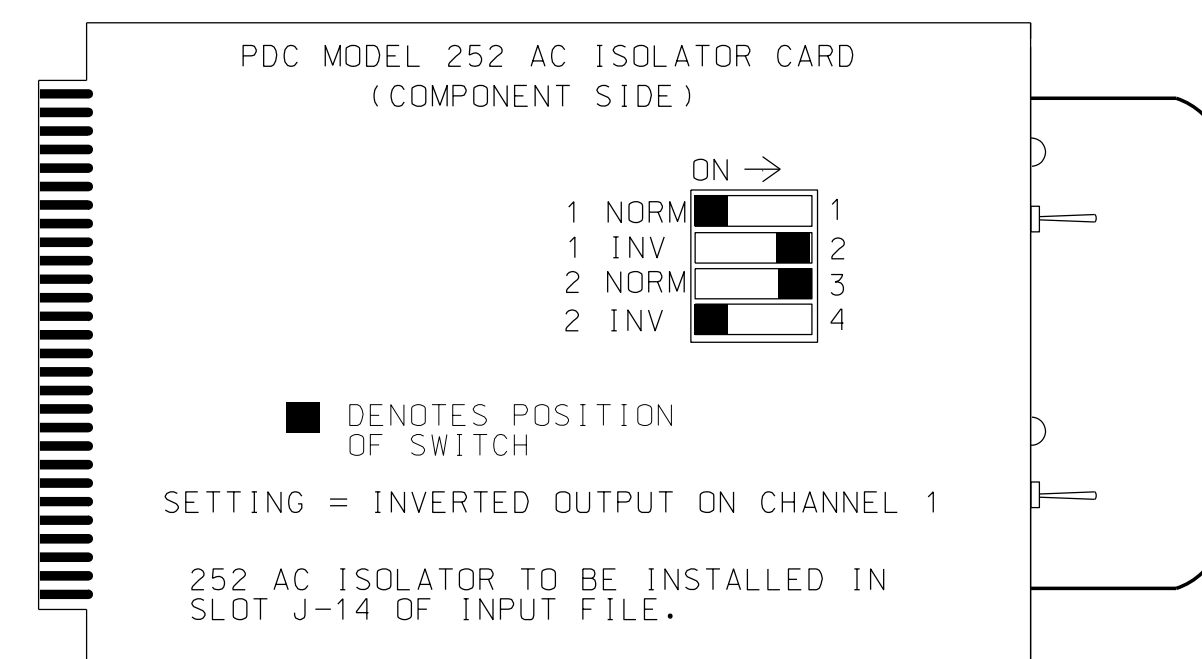 PDC MODEL 252 AC ISOLATOR CARD
(COMPONENT SIDE)
ON →
1 NORM 1
1 INV 2
2 NORM 3
2 INV 4
DENOTES POSITION
OF SWITCH
SETTING = INVERTED OUTPUT ON CHANNEL 1
252 AC ISOLATOR TO BE INSTALLED IN
SLOT J-14 OF INPUT FILE.